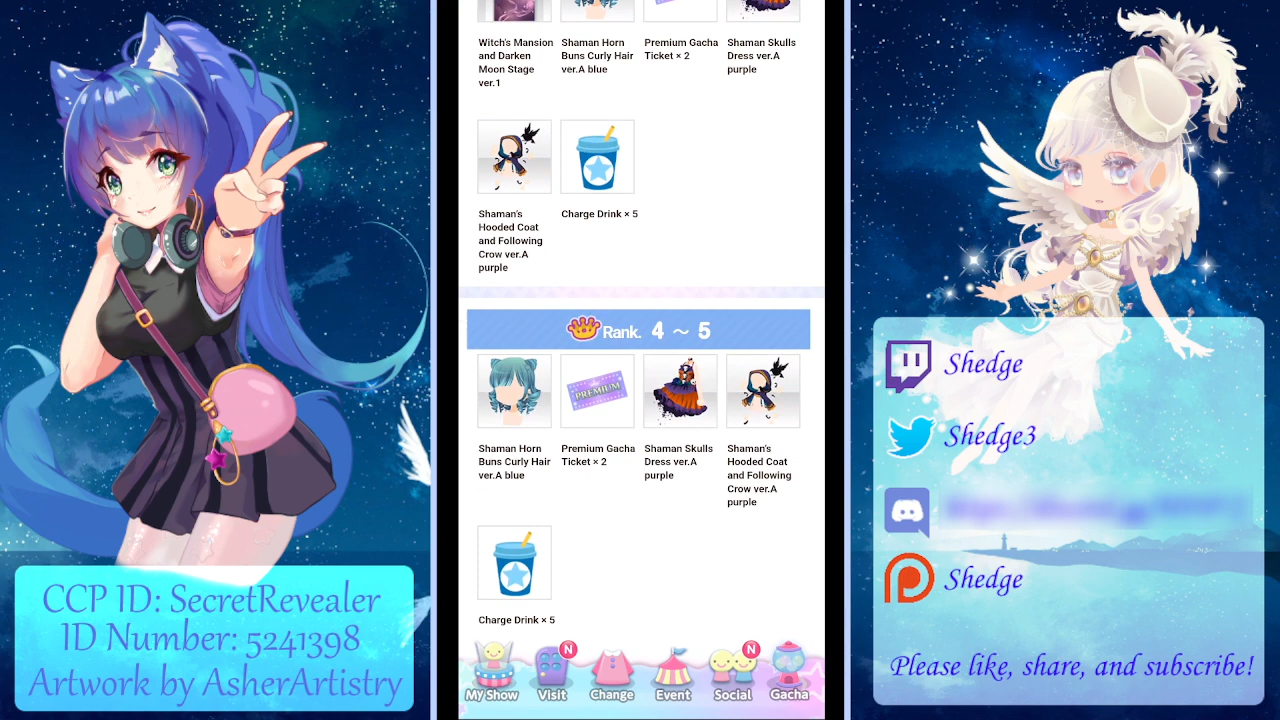 Witch's Mansion
and Darken
Moon Stage
ver.1
Shaman Horn
Buns Curly Hair
ver.A blue
Premium Gacha
Ticket × 2
Shaman Skulls
Dress ver.A
purple
Shaman's
Hooded Coat
and Following
Crow ver.A
purple
Charge Drink × 5
Rank. 4 ～ 5
PREMIUM
Shaman Horn
Buns Curly Hair
ver.A blue
Premium Gacha
Ticket × 2
Shaman Skulls
Dress ver.A
purple
Shaman's
Hooded Coat
and Following
Crow ver.A
purple
Charge Drink × 5
N
N
My Show
Visit
Change
Event
Social
Gacha
CCP ID: SecretRevealer
ID Number: 5241398
Artwork by AsherArtistry
Shedge
Shedge3
Shedge
Please like, share, and subscribe!